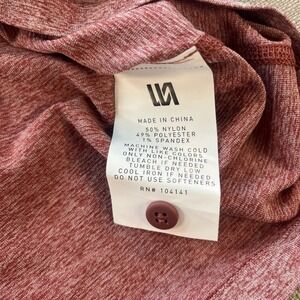 MADE IN CHINA
50% NYLON
49% POLYESTER
1% SPANDEX
MACHINE WASH COLD
WITH LIKE COLORS
ONLY NON-CHLORINE
BLEACH IF NEEDED
TUMBLE DRY LOW
COOL IRON IF NEEDED
DO NOT USE SOFTENERS
RN# 104141